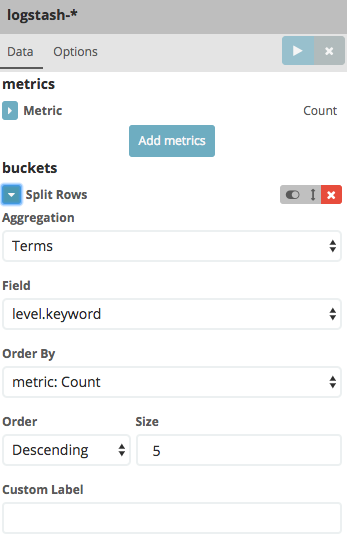 logstash-*
Data Options
metrics
Metric Count
Add metrics
buckets
Split Rows
Aggregation
Terms
Field
level.keyword
Order By
metric: Count
Order Size
Descending 5
Custom Label